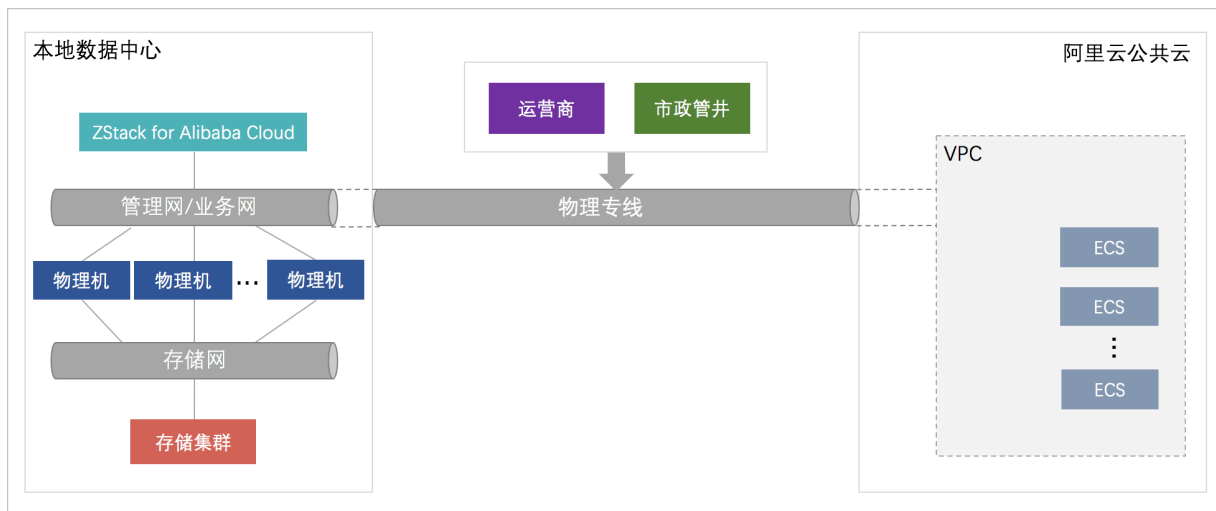 本地数据中心
ZStack for Alibaba Cloud
管理网/业务网
物理机
物理机
...
物理机
存储网
存储集群
运营商
市政管井
物理专线
阿里云公共云
VPC
ECS
ECS
⋮
ECS